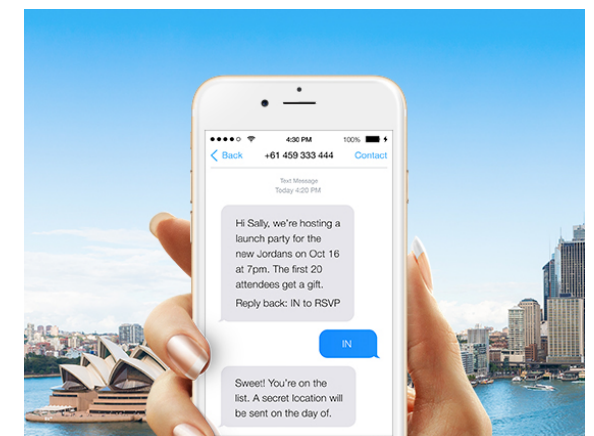 4:30 PM 100%
Back +61 459 333 444 Contact
Text Message
Today 4:20 PM
Hi Sally, we're hosting a
launch party for the
new Jordans on Oct 16
at 7pm. The first 20
attendees get a gift.
Reply back: IN to RSVP
IN
Sweet! You're on the
list. A secret location will
be sent on the day of.